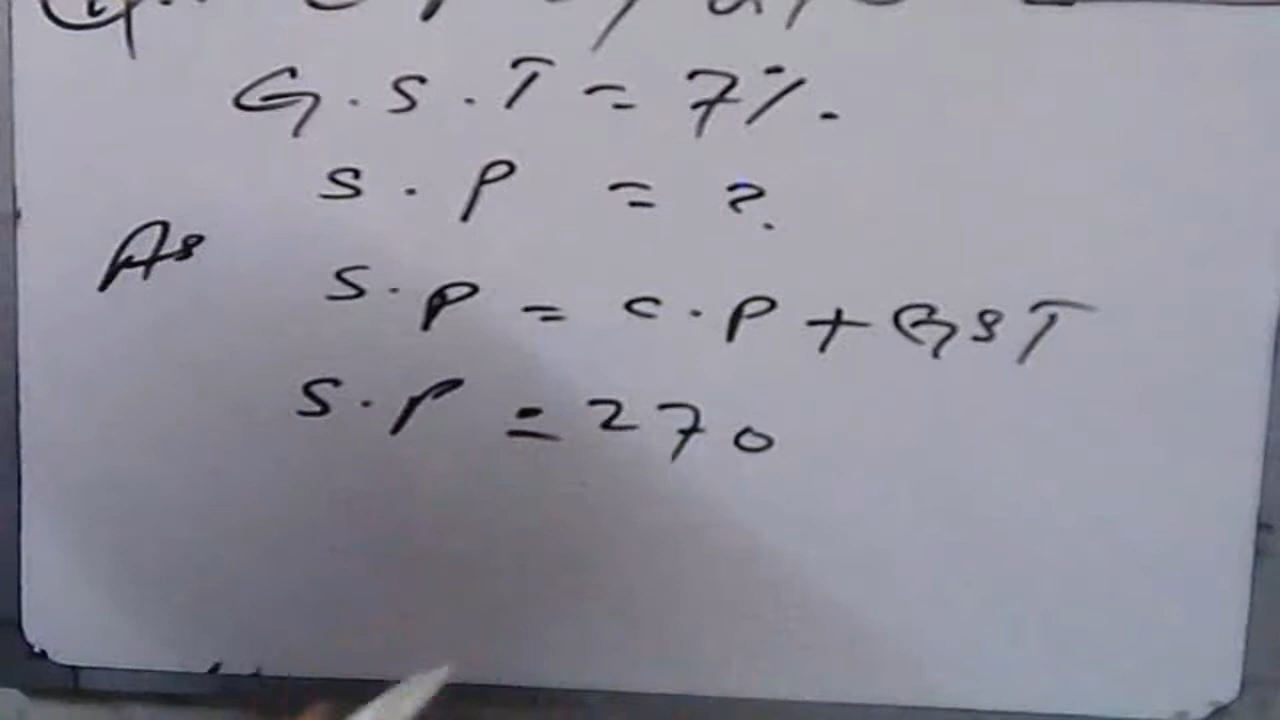 G.S.T = 7%.
S.P = ?
As S.P = C.P + GST
S.P = 270